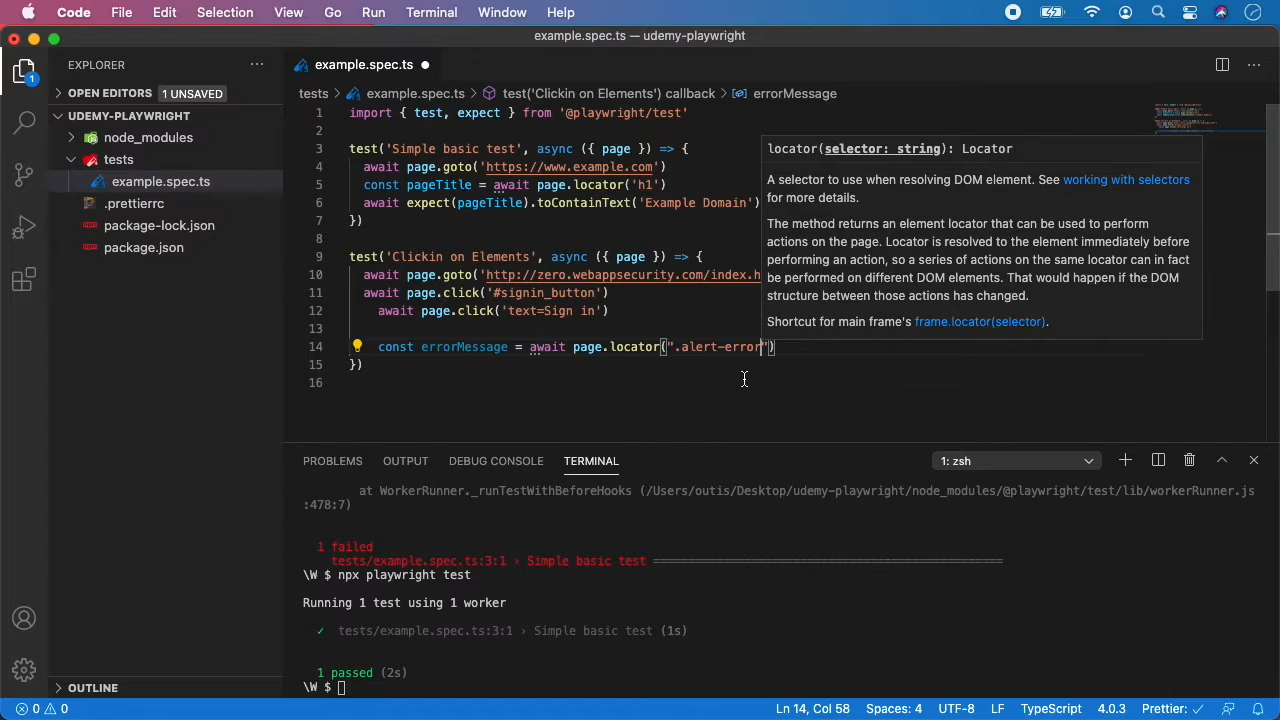 Code File Edit Selection View Go Run Terminal Window Help
example.spec.ts — udemy-playwright
EXPLORER
example.spec.ts
OPEN EDITORS 1 UNSAVED
UDEMY-PLAYWRIGHT
node_modules
tests
example.spec.ts
.prettierrc
package-lock.json
package.json
OUTLINE
1
tests > example.spec.ts > test('Clickin on Elements') callback > errorMessage
1 import { test, expect } from '@playwright/test'
2
3 test('Simple basic test', async ({ page }) => {
4 await page.goto('https://www.example.com')
5 const pageTitle = await page.locator('h1')
6 await expect(pageTitle).toContainText('Example Domain')
7 })
8
9 test('Clickin on Elements', async ({ page }) => {
10 await page.goto('http://zero.webappsecurity.com/index.h
11 await page.click('#signin_button')
12 await page.click('text=Sign in')
13
14 const errorMessage = await page.locator(".alert-error")
15 })
16
locator(selector: string): Locator
A selector to use when resolving DOM element. See working with selectors
for more details.
The method returns an element locator that can be used to perform
actions on the page. Locator is resolved to the element immediately before
performing an action, so a series of actions on the same locator can in fact
be performed on different DOM elements. That would happen if the DOM
structure between those actions has changed.
Shortcut for main frame's frame.locator(selector).
PROBLEMS OUTPUT DEBUG CONSOLE TERMINAL 1: zsh
at WorkerRunner._runTestWithBeforeHooks (/Users/outis/Desktop/udemy-playwright/node_modules/@playwright/test/lib/workerRunner.js
:478:7)
1 failed
tests/example.spec.ts:3:1 › Simple basic test ================================================
\W $ npx playwright test
Running 1 test using 1 worker
✓ tests/example.spec.ts:3:1 › Simple basic test (1s)
1 passed (2s)
\W $
0 0 Ln 14, Col 58 Spaces: 4 UTF-8 LF TypeScript 4.0.3 Prettier: ✓